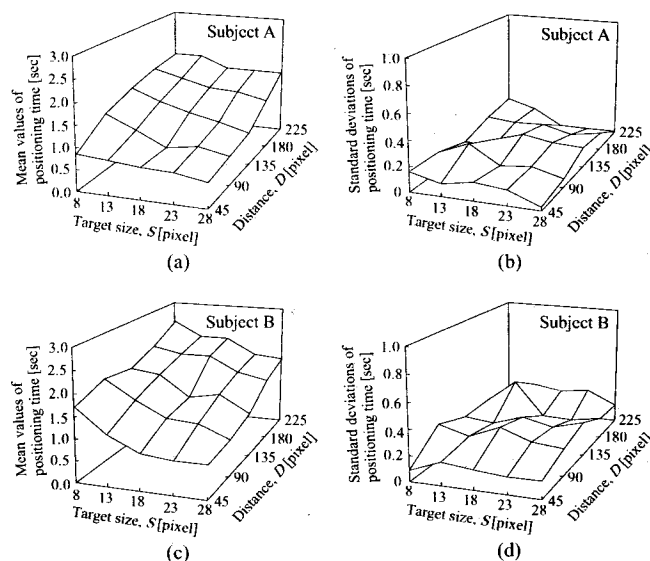 Subject A
Mean values of
positioning time [sec]
3.0
2.5
2.0
1.5
1.0
0.5
0.0
8
13
18
23
28
Target size, S[pixel]
45
90
135
180
225
Distance, D[pixel]
(a)
Subject A
Standard deviations of
positioning time [sec]
1.0
0.8
0.6
0.4
0.2
0
8
13
18
23
28
Target size, S[pixel]
45
90
135
180
225
Distance, D[pixel]
(b)
Subject B
Mean values of
positioning time [sec]
3.0
2.5
2.0
1.5
1.0
0.5
0.0
8
13
18
23
28
Target size, S[pixel]
45
90
135
180
225
Distance, D[pixel]
(c)
Subject B
Standard deviations of
positioning time [sec]
1.0
0.8
0.6
0.4
0.2
0
8
13
18
23
28
Target size, S[pixel]
45
90
135
180
225
Distance, D[pixel]
(d)